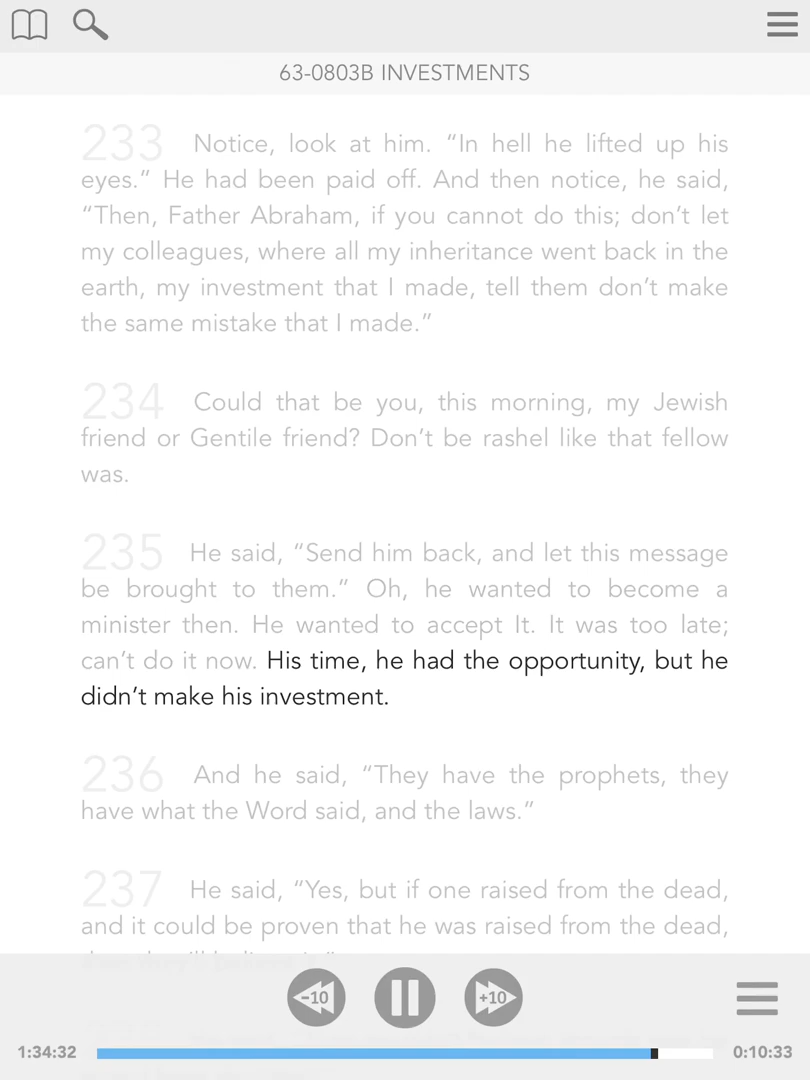 63-0803B INVESTMENTS
233 Notice, look at him. “In hell he lifted up his
eyes.” He had been paid off. And then notice, he said,
“Then, Father Abraham, if you cannot do this; don’t let
my colleagues, where all my inheritance went back in the
earth, my investment that I made, tell them don’t make
the same mistake that I made.”
234 Could that be you, this morning, my Jewish
friend or Gentile friend? Don’t be rashel like that fellow
was.
235 He said, “Send him back, and let this message
be brought to them.” Oh, he wanted to become a
minister then. He wanted to accept It. It was too late;
can’t do it now. His time, he had the opportunity, but he
didn’t make his investment.
236 And he said, “They have the prophets, they
have what the Word said, and the laws.”
237 He said, “Yes, but if one raised from the dead,
and it could be proven that he was raised from the dead,
-10 +10
1:34:32 0:10:33